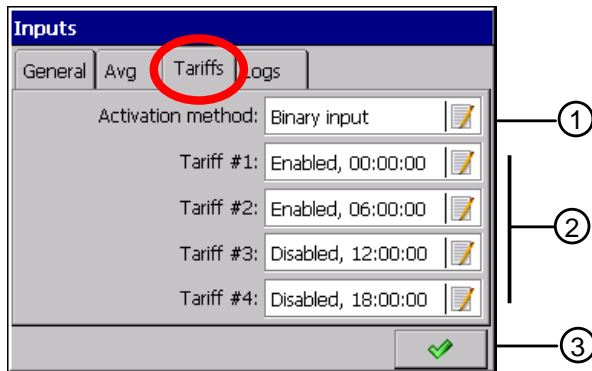 Inputs
General Avg Tariffs Logs
Activation method: Binary input 1
Tariff #1: Enabled, 00:00:00
Tariff #2: Enabled, 06:00:00 2
Tariff #3: Disabled, 12:00:00
Tariff #4: Disabled, 18:00:00
3